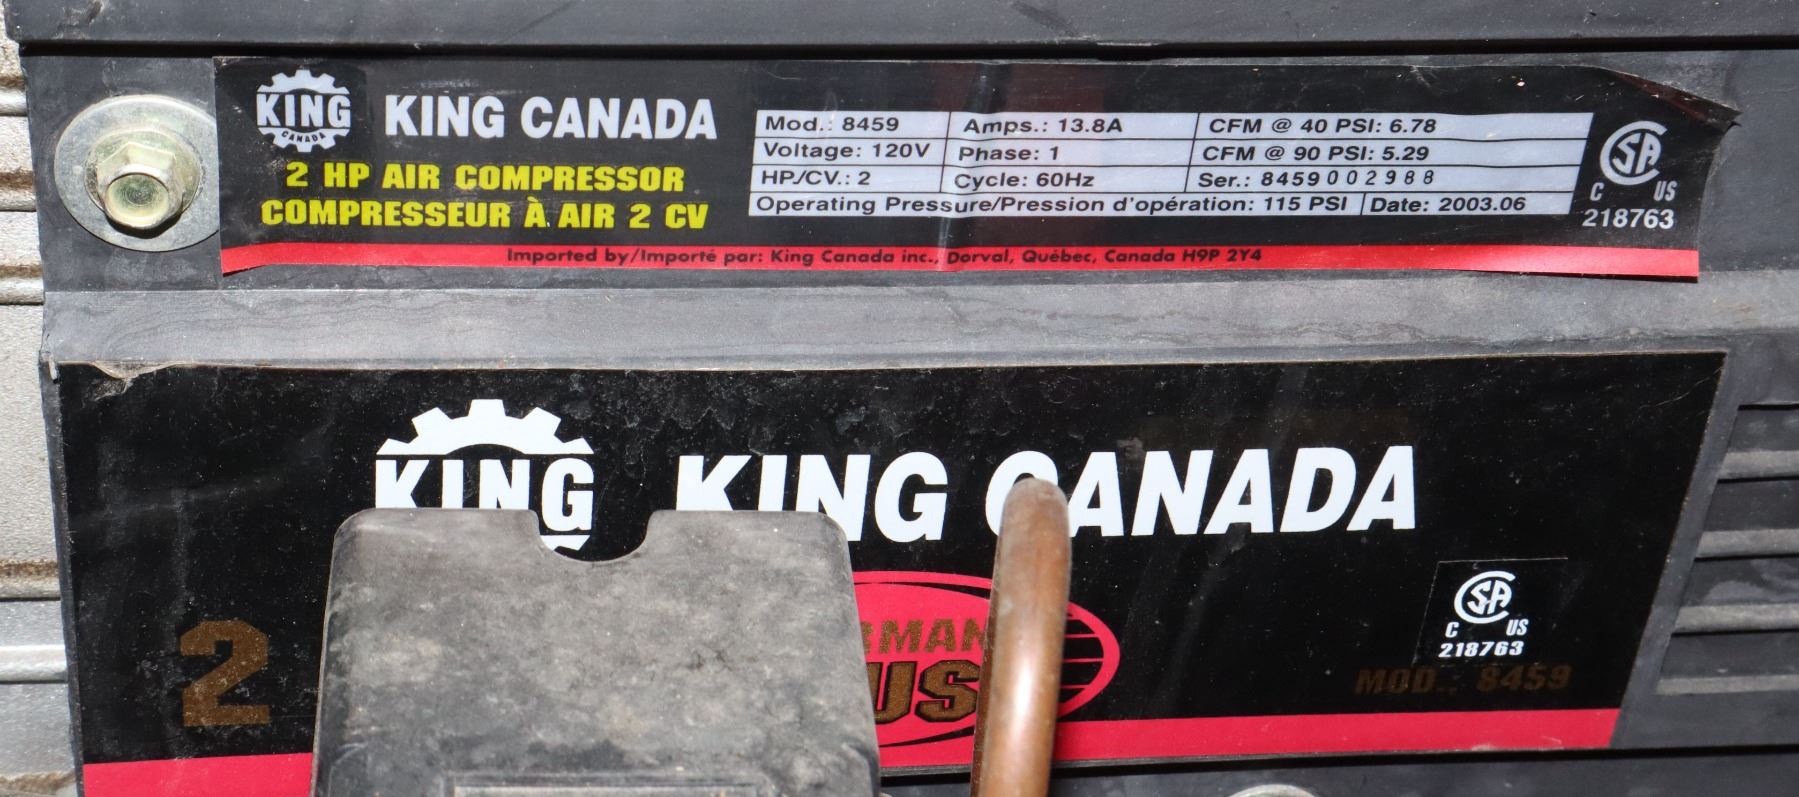 KING
CANADA
KING CANADA
2 HP AIR COMPRESSOR
COMPRESSEUR À AIR 2 CV
Mod.: 8459 Amps.: 13.8A CFM @ 40 PSI: 6.78
Voltage: 120V Phase: 1 CFM @ 90 PSI: 5.29
HP./CV.: 2 Cycle: 60Hz Ser.: 8459002988
Operating Pressure/Pression d'opération: 115 PSI Date: 2003.06
SA
C US
218763
Imported by/Importé par: King Canada inc., Dorval, Québec, Canada H9P 2Y4
KING
KING CANADA
2
US
SA
C US
218763
MOD.: 8459